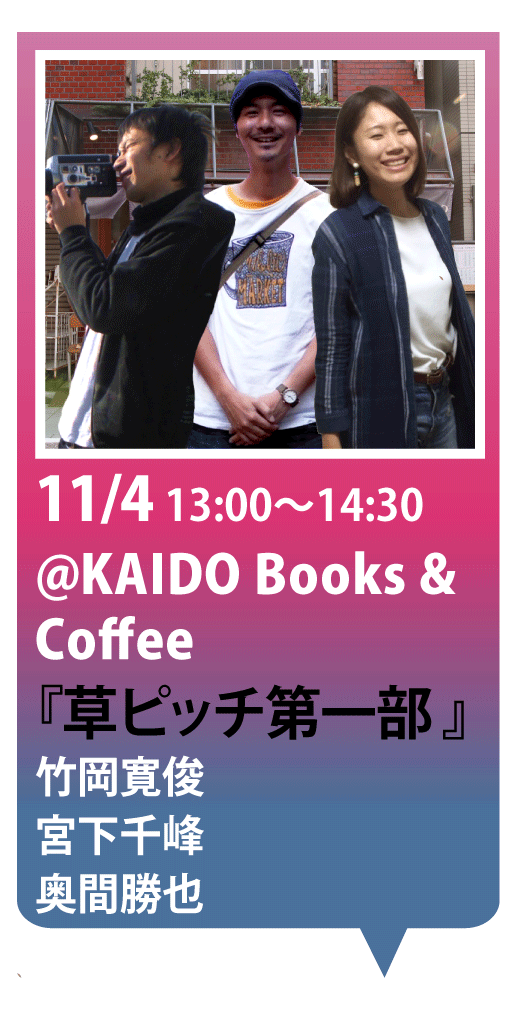 11/4 13:00〜14:30
@KAIDO Books &
Coffee
『草ピッチ第一部』
竹岡寛俊
宮下千峰
奥間勝也
、